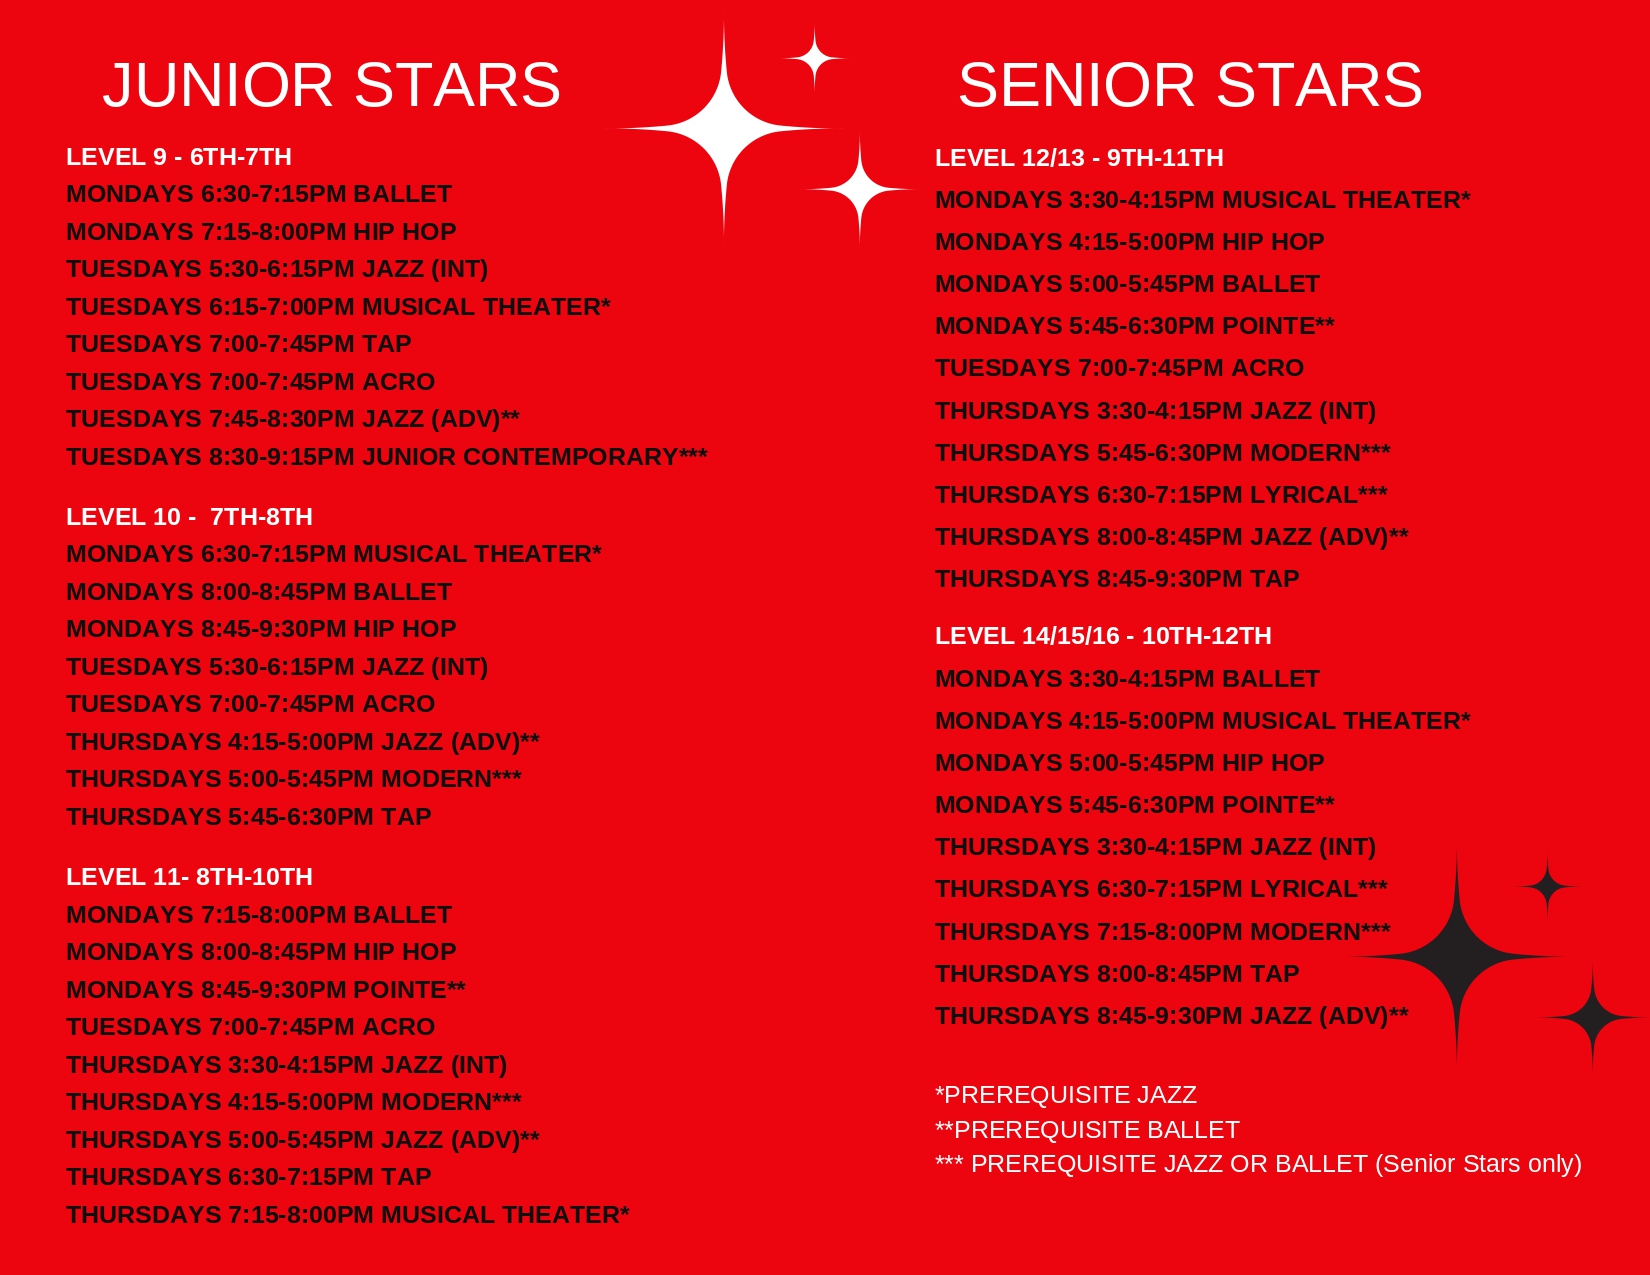 JUNIOR STARS
LEVEL 9 - 6TH-7TH
MONDAYS 6:30-7:15PM BALLET
MONDAYS 7:15-8:00PM HIP HOP
TUESDAYS 5:30-6:15PM JAZZ (INT)
TUESDAYS 6:15-7:00PM MUSICAL THEATER*
TUESDAYS 7:00-7:45PM TAP
TUESDAYS 7:00-7:45PM ACRO
TUESDAYS 7:45-8:30PM JAZZ (ADV)**
TUESDAYS 8:30-9:15PM JUNIOR CONTEMPORARY***
LEVEL 10 -  7TH-8TH
MONDAYS 6:30-7:15PM MUSICAL THEATER*
MONDAYS 8:00-8:45PM BALLET
MONDAYS 8:45-9:30PM HIP HOP
TUESDAYS 5:30-6:15PM JAZZ (INT)
TUESDAYS 7:00-7:45PM ACRO
THURSDAYS 4:15-5:00PM JAZZ (ADV)**
THURSDAYS 5:00-5:45PM MODERN***
THURSDAYS 5:45-6:30PM TAP
LEVEL 11- 8TH-10TH
MONDAYS 7:15-8:00PM BALLET
MONDAYS 8:00-8:45PM HIP HOP
MONDAYS 8:45-9:30PM POINTE**
TUESDAYS 7:00-7:45PM ACRO
THURSDAYS 3:30-4:15PM JAZZ (INT)
THURSDAYS 4:15-5:00PM MODERN***
THURSDAYS 5:00-5:45PM JAZZ (ADV)**
THURSDAYS 6:30-7:15PM TAP
THURSDAYS 7:15-8:00PM MUSICAL THEATER*
SENIOR STARS
LEVEL 12/13 - 9TH-11TH
MONDAYS 3:30-4:15PM MUSICAL THEATER*
MONDAYS 4:15-5:00PM HIP HOP
MONDAYS 5:00-5:45PM BALLET
MONDAYS 5:45-6:30PM POINTE**
TUESDAYS 7:00-7:45PM ACRO
THURSDAYS 3:30-4:15PM JAZZ (INT)
THURSDAYS 5:45-6:30PM MODERN***
THURSDAYS 6:30-7:15PM LYRICAL***
THURSDAYS 8:00-8:45PM JAZZ (ADV)**
THURSDAYS 8:45-9:30PM TAP
LEVEL 14/15/16 - 10TH-12TH
MONDAYS 3:30-4:15PM BALLET
MONDAYS 4:15-5:00PM MUSICAL THEATER*
MONDAYS 5:00-5:45PM HIP HOP
MONDAYS 5:45-6:30PM POINTE**
THURSDAYS 3:30-4:15PM JAZZ (INT)
THURSDAYS 6:30-7:15PM LYRICAL***
THURSDAYS 7:15-8:00PM MODERN***
THURSDAYS 8:00-8:45PM TAP
THURSDAYS 8:45-9:30PM JAZZ (ADV)**
*PREREQUISITE JAZZ
**PREREQUISITE BALLET
*** PREREQUISITE JAZZ OR BALLET (Senior Stars only)